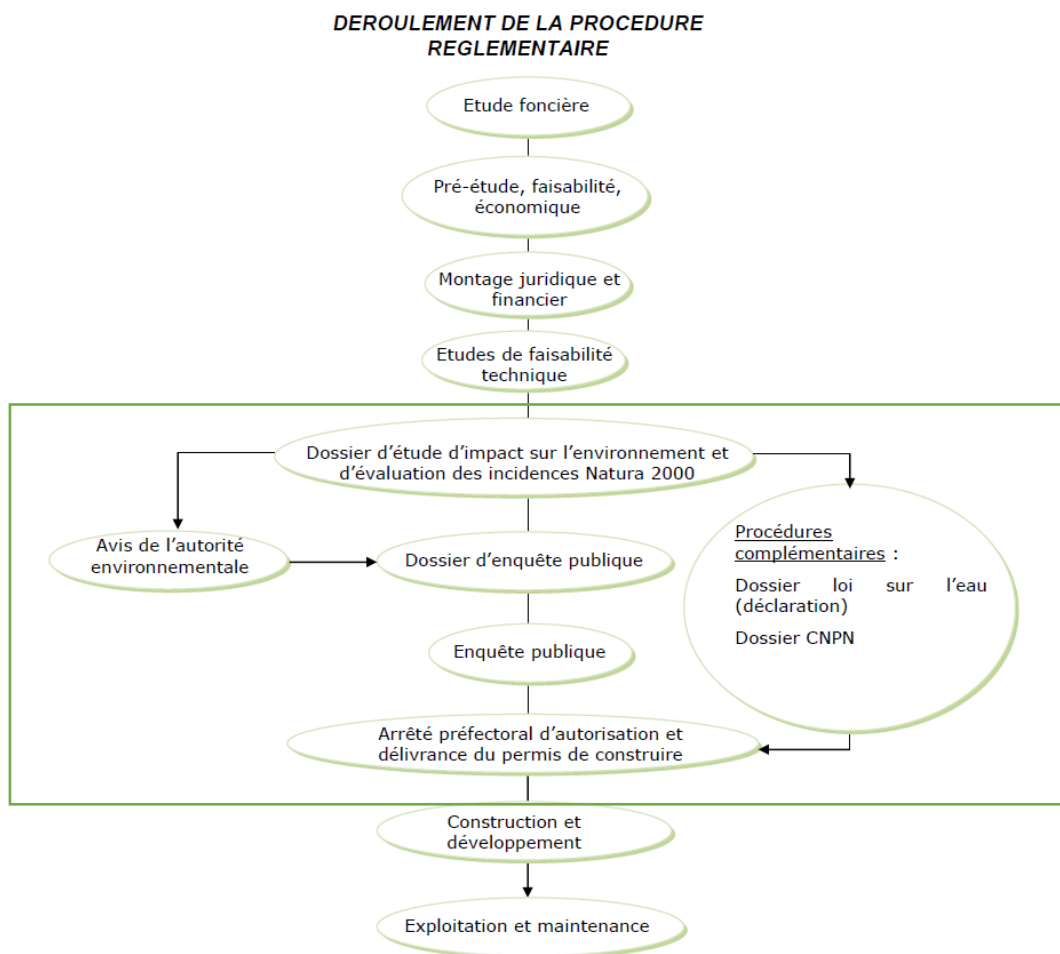 DEROULEMENT DE LA PROCEDURE
REGLEMENTAIRE
Etude foncière
Pré-étude, faisabilité,
économique
Montage juridique et
financier
Etudes de faisabilité
technique
Dossier d'étude d'impact sur l'environnement et
d'évaluation des incidences Natura 2000
Avis de l'autorité
environnementale
Dossier d'enquête publique
Procédures
complémentaires :
Dossier loi sur l'eau
(déclaration)
Dossier CNPN
Enquête publique
Arrêté préfectoral d'autorisation et
délivrance du permis de construire
Construction et
développement
Exploitation et maintenance